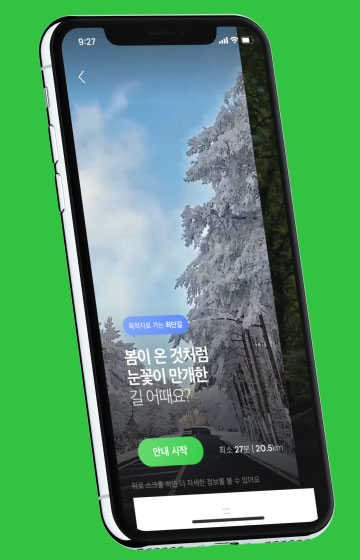 9:27
목적지로 가는 최단길
봄이 온 것처럼
눈꽃이 만개한
길 어때요?
안내 시작
최소 27분 | 20.5km
위로 스크롤 하면 더 자세한 정보를 볼 수 있어요